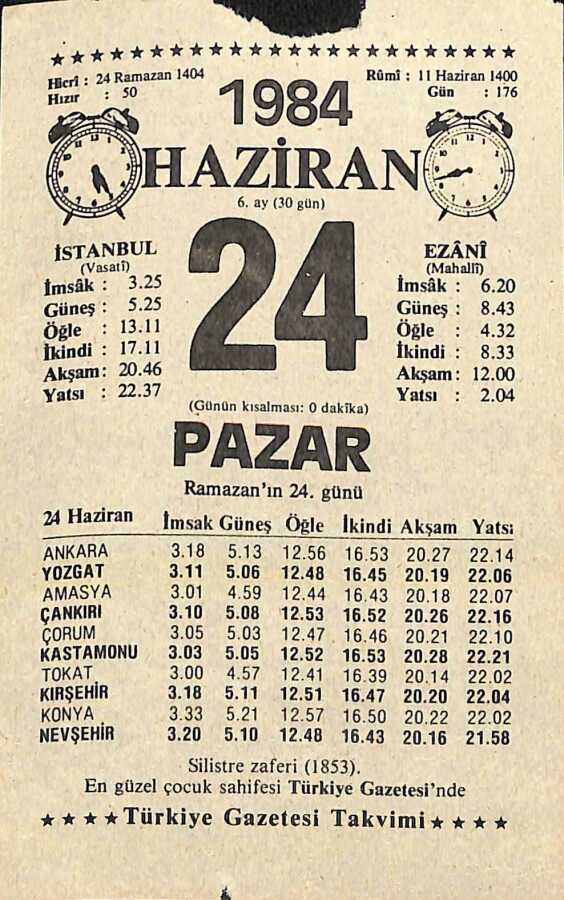 Hicrî : 24 Ramazan 1404
Hızır : 50
Rûmî : 11 Haziran 1400
Gün : 176
1984
HAZİRAN
6. ay (30 gün)
24
İSTANBUL
(Vasatî)
İmsâk : 3.25
Güneş : 5.25
Öğle : 13.11
İkindi : 17.11
Akşam: 20.46
Yatsı : 22.37
EZÂNÎ
(Mahallî)
İmsâk : 6.20
Güneş : 8.43
Öğle : 4.32
İkindi : 8.33
Akşam: 12.00
Yatsı : 2.04
(Günün kısalması: 0 dakîka)
PAZAR
Ramazan'ın 24. günü
24 Haziran İmsak Güneş Öğle İkindi Akşam Yatsı
ANKARA 3.18 5.13 12.56 16.53 20.27 22.14
YOZGAT 3.11 5.06 12.48 16.45 20.19 22.06
AMASYA 3.01 4.59 12.44 16.43 20.18 22.07
ÇANKIRI 3.10 5.08 12.53 16.52 20.26 22.16
ÇORUM 3.05 5.03 12.47 16.46 20.21 22.10
KASTAMONU 3.03 5.05 12.52 16.53 20.28 22.21
TOKAT 3.00 4.57 12.41 16.39 20.14 22.02
KIRŞEHİR 3.18 5.11 12.51 16.47 20.20 22.04
KONYA 3.33 5.21 12.57 16.50 20.22 22.02
NEVŞEHİR 3.20 5.10 12.48 16.43 20.16 21.58
Silistre zaferi (1853).
En güzel çocuk sahifesi Türkiye Gazetesi'nde
★★★★Türkiye Gazetesi Takvimi★★★★